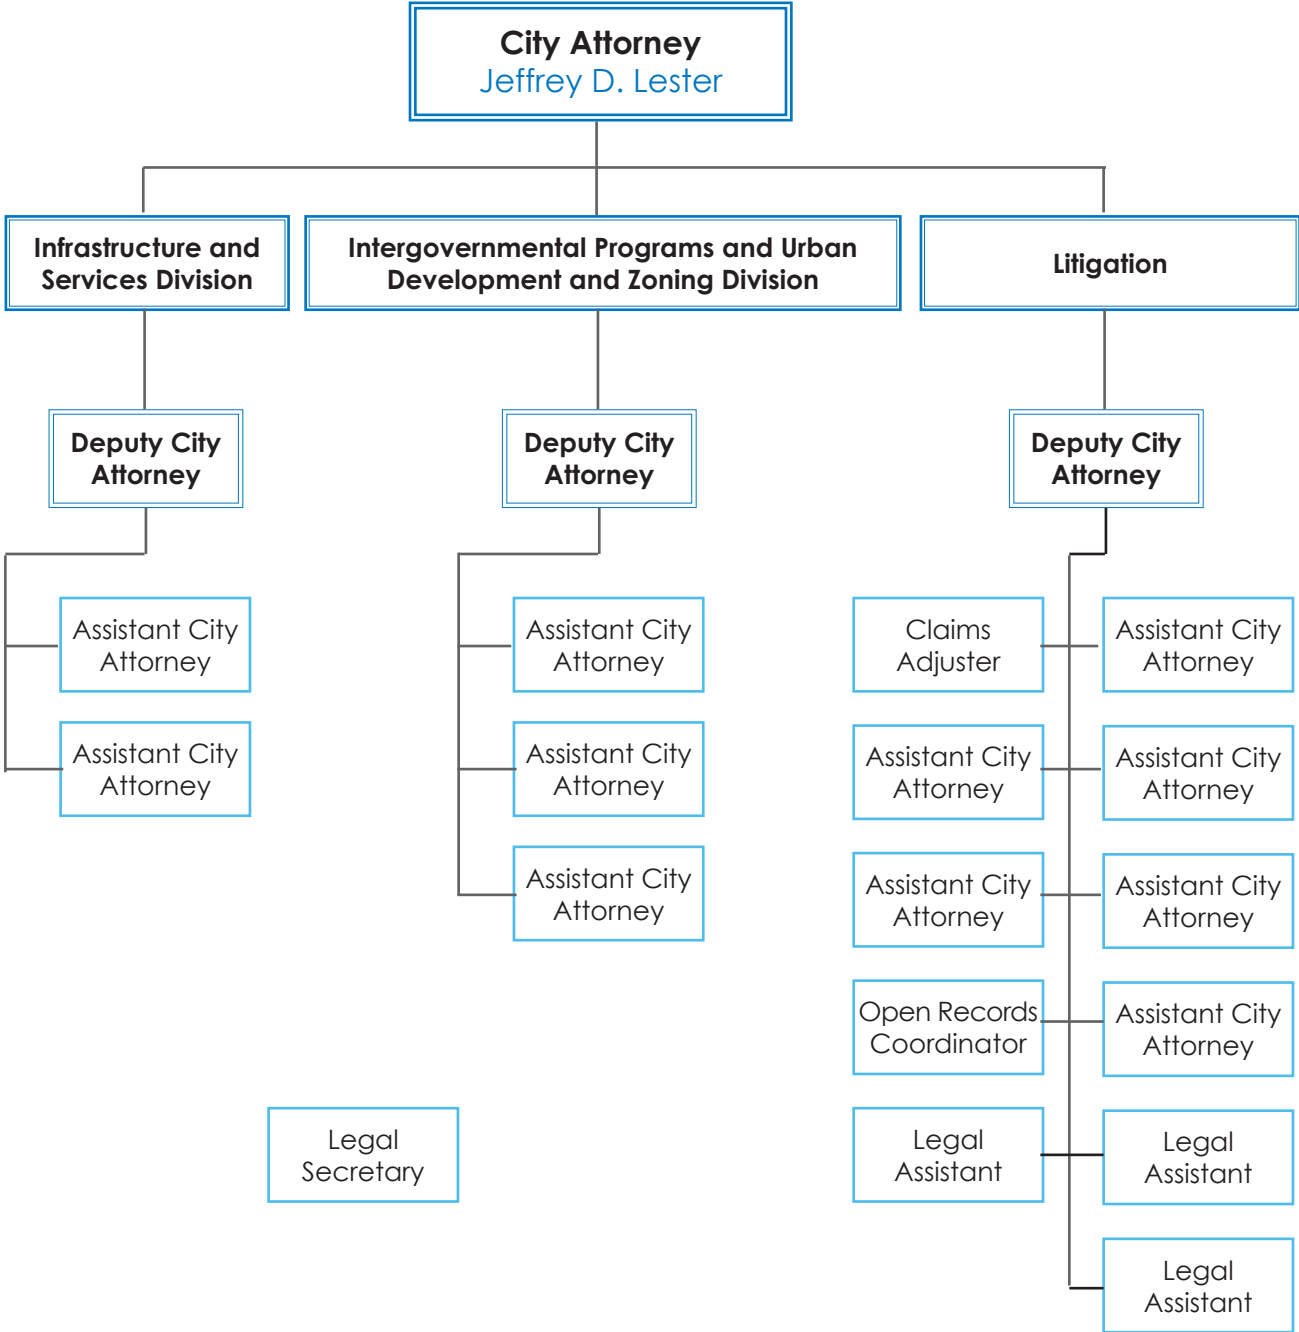 City Attorney
Jeffrey D. Lester
Infrastructure and
Services Division
Intergovernmental Programs and Urban
Development and Zoning Division
Litigation
Deputy City
Attorney
Deputy City
Attorney
Deputy City
Attorney
Assistant City
Attorney
Assistant City
Attorney
Claims
Adjuster
Assistant City
Attorney
Assistant City
Attorney
Assistant City
Attorney
Assistant City
Attorney
Assistant City
Attorney
Assistant City
Attorney
Assistant City
Attorney
Assistant City
Attorney
Open Records
Coordinator
Assistant City
Attorney
Legal
Secretary
Legal
Assistant
Legal
Assistant
Legal
Assistant